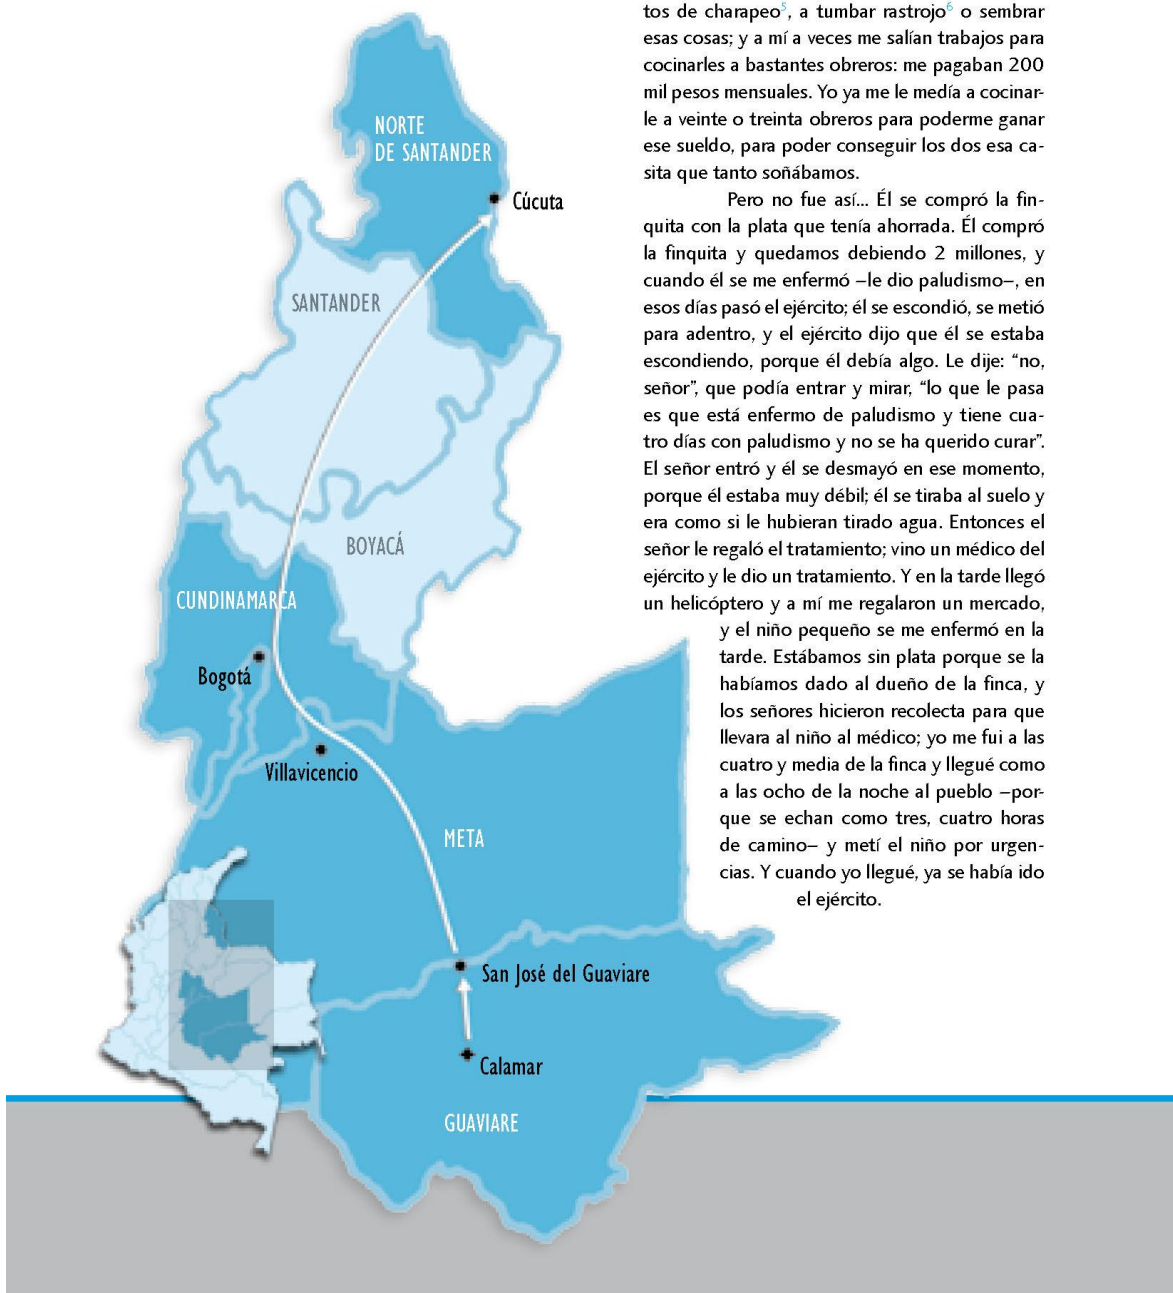 tos de charapeo⁵, a tumbar rastrojo⁶ o sembrar
esas cosas; y a mí a veces me salían trabajos para
cocinarles a bastantes obreros: me pagaban 200
mil pesos mensuales. Yo ya me le medía a cocinar-
le a veinte o treinta obreros para poderme ganar
ese sueldo, para poder conseguir los dos esa ca-
sita que tanto soñábamos.
Pero no fue así... Él se compró la fin-
quita con la plata que tenía ahorrada. Él compró
la finquita y quedamos debiendo 2 millones, y
cuando él se me enfermó –le dio paludismo–, en
esos días pasó el ejército; él se escondió, se metió
para adentro, y el ejército dijo que él se estaba
escondiendo, porque él debía algo. Le dije: “no,
señor”, que podía entrar y mirar, “lo que le pasa
es que está enfermo de paludismo y tiene cua-
tro días con paludismo y no se ha querido curar”.
El señor entró y él se desmayó en ese momento,
porque él estaba muy débil; él se tiraba al suelo y
era como si le hubieran tirado agua. Entonces el
señor le regaló el tratamiento; vino un médico del
ejército y le dio un tratamiento. Y en la tarde llegó
un helicóptero y a mí me regalaron un mercado,
y el niño pequeño se me enfermó en la
tarde. Estábamos sin plata porque se la
habíamos dado al dueño de la finca, y
los señores hicieron recolecta para que
llevara al niño al médico; yo me fui a las
cuatro y media de la finca y llegué como
a las ocho de la noche al pueblo –por-
que se echan como tres, cuatro horas
de camino– y metí el niño por urgen-
cias. Y cuando yo llegué, ya se había ido
el ejército.
NORTE
DE SANTANDER
Cúcuta
SANTANDER
BOYACÁ
CUNDINAMARCA
Bogotá
Villavicencio
META
San José del Guaviare
Calamar
GUAVIARE